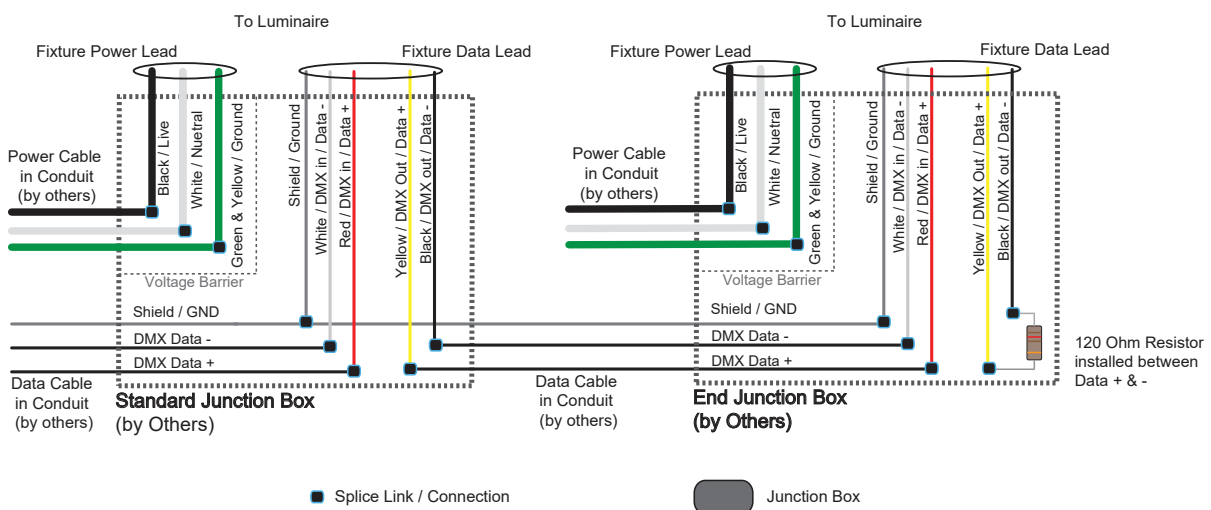 To Luminaire
To Luminaire
Fixture Power Lead
Fixture Data Lead
Fixture Power Lead
Fixture Data Lead
Black / Live
White / Nuetral
Green & Yellow / Ground
Shield / Ground
White / DMX in / Data -
Red / DMX in / Data +
Yellow / DMX Out / Data +
Black / DMX out / Data -
Power Cable
in Conduit
(by others)
Voltage Barrier
Shield / GND
DMX Data -
DMX Data +
Data Cable
in Conduit
(by others)
Standard Junction Box
(by Others)
Black / Live
White / Nuetral
Green & Yellow / Ground
Shield / Ground
White / DMX in / Data -
Red / DMX in / Data +
Yellow / DMX Out / Data +
Black / DMX out / Data -
Power Cable
in Conduit
(by others)
Voltage Barrier
Shield / GND
DMX Data -
DMX Data +
Data Cable
in Conduit
(by others)
End Junction Box
(by Others)
120 Ohm Resistor
installed between
Data + & -
Splice Link / Connection
Junction Box